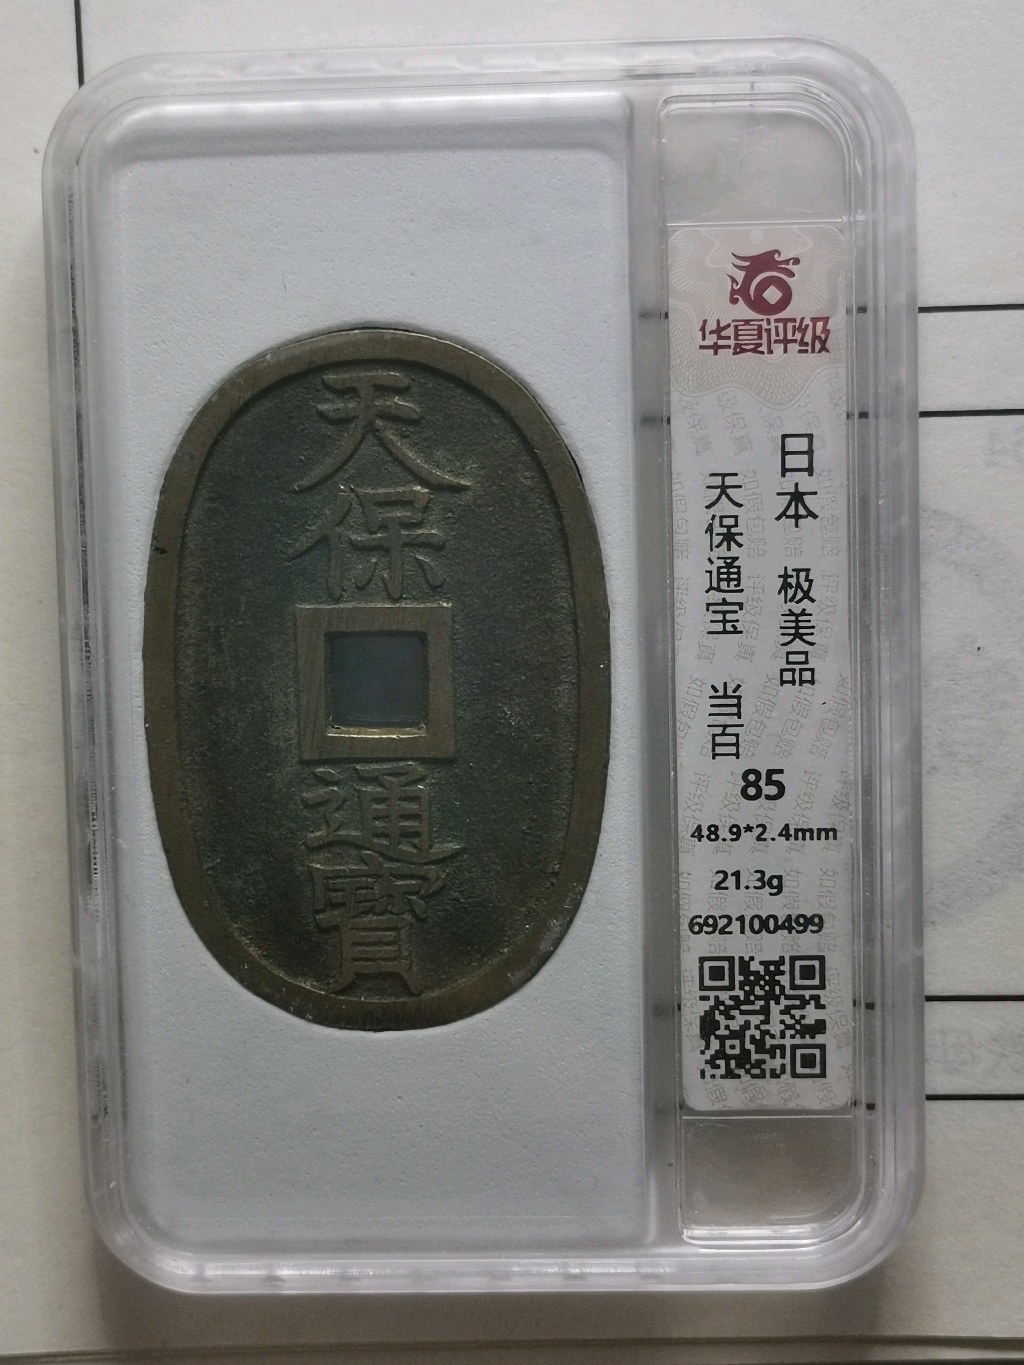 天保通寳
华夏评级
日本 极美品
天保通宝 当百
85
48.9*2.4mm
21.3g
692100499